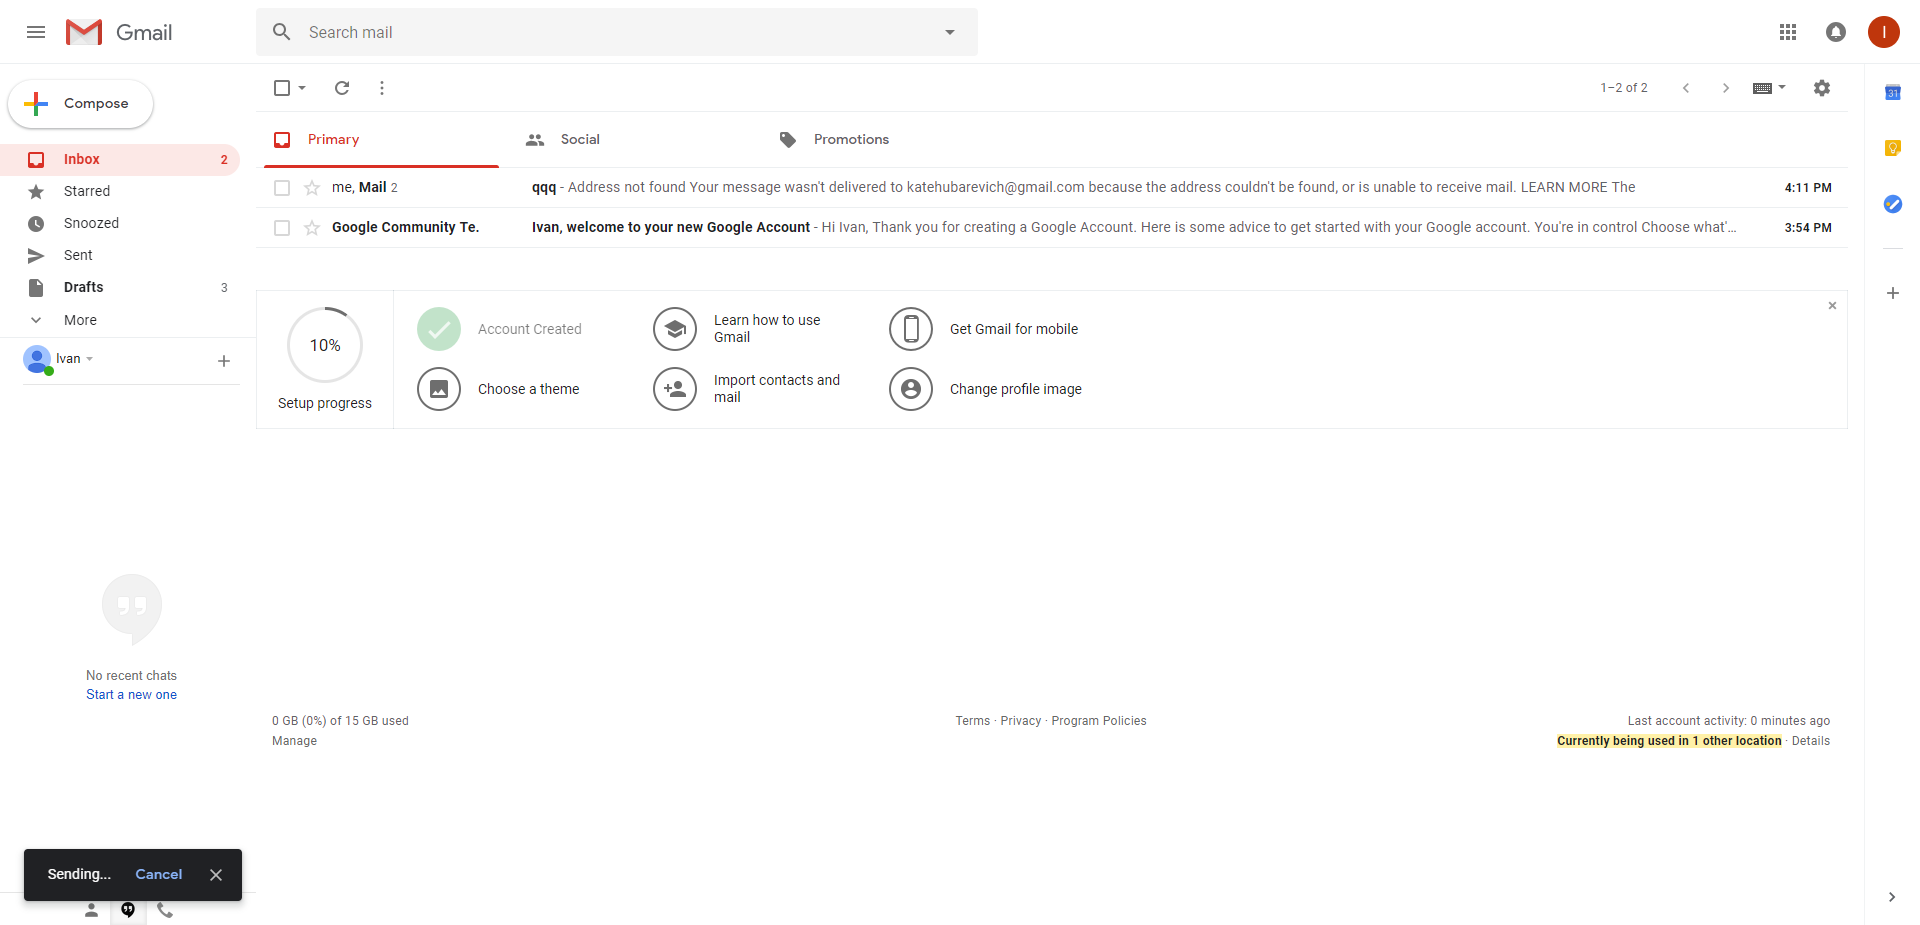 Gmail
Search mail
I
Compose
1–2 of 2
31
Primary
Social
Promotions
Inbox 2
Starred
Snoozed
Sent
Drafts 3
More
Ivan
me, Mail 2 qqq - Address not found Your message wasn't delivered to katehubarevich@gmail.com because the address couldn't be found, or is unable to receive mail. LEARN MORE The 4:11 PM
Google Community Te. Ivan, welcome to your new Google Account - Hi Ivan, Thank you for creating a Google Account. Here is some advice to get started with your Google account. You're in control Choose what'... 3:54 PM
10%
Setup progress
Account Created
Learn how to use
Gmail
Get Gmail for mobile
Choose a theme
Import contacts and
mail
Change profile image
No recent chats
Start a new one
0 GB (0%) of 15 GB used
Manage
Terms · Privacy · Program Policies
Last account activity: 0 minutes ago
Currently being used in 1 other location · Details
Sending... Cancel